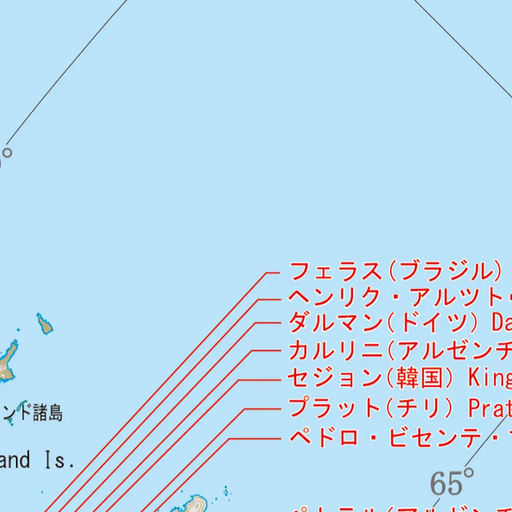 °
フェラス(ブラジル)
ヘンリク・アルツト
ダルマン(ドイツ) Da
カルリニ(アルゼンチ
セジョン(韓国) King
プラット(チリ) Prat
ンド諸島
ペドロ・ビセンテ・
and Is.
65°